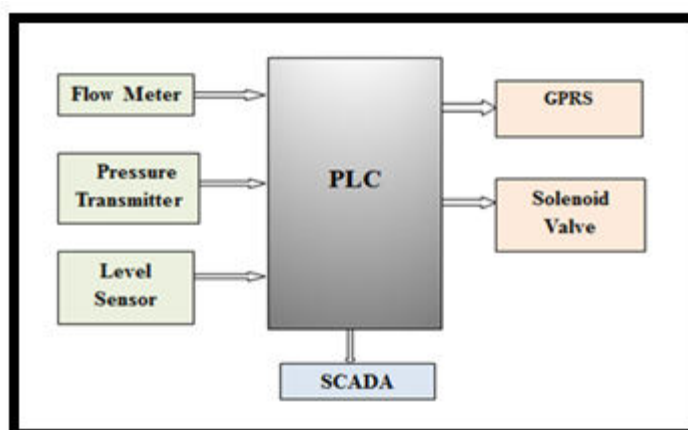 Flow Meter
Pressure
Transmitter
Level
Sensor
PLC
GPRS
Solenoid
Valve
SCADA